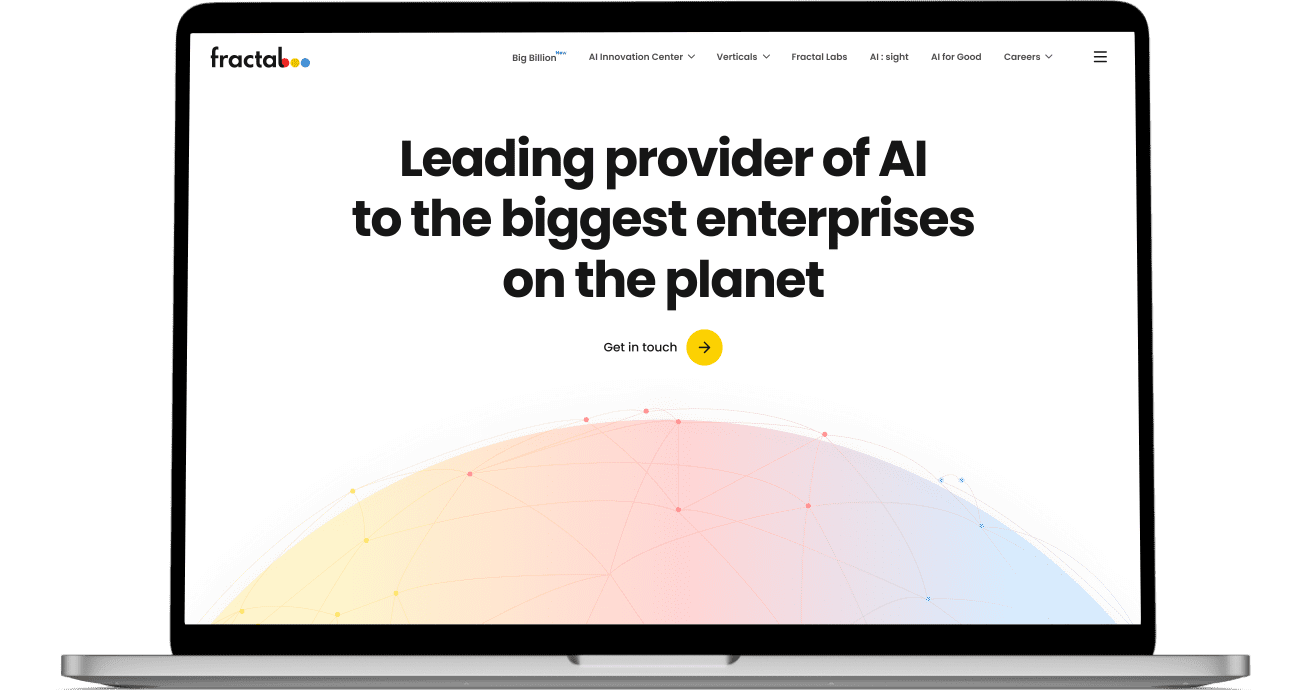 fractal
Big Billion New
AI Innovation Center
Verticals
Fractal Labs
AI : sight
AI for Good
Careers
Leading provider of AI
to the biggest enterprises
on the planet
Get in touch